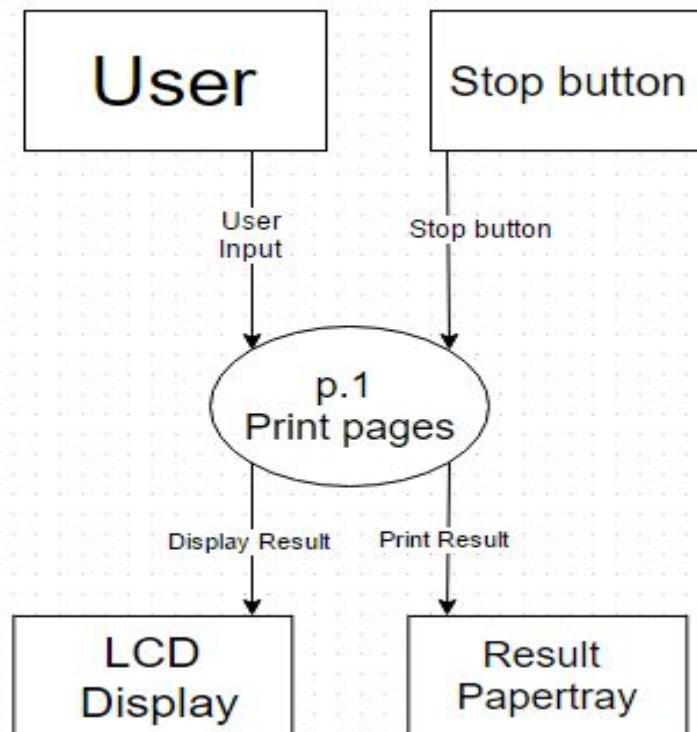 User
Stop button
User
Input
Stop button
p.1
Print pages
Display Result
Print Result
LCD
Display
Result
Papertray